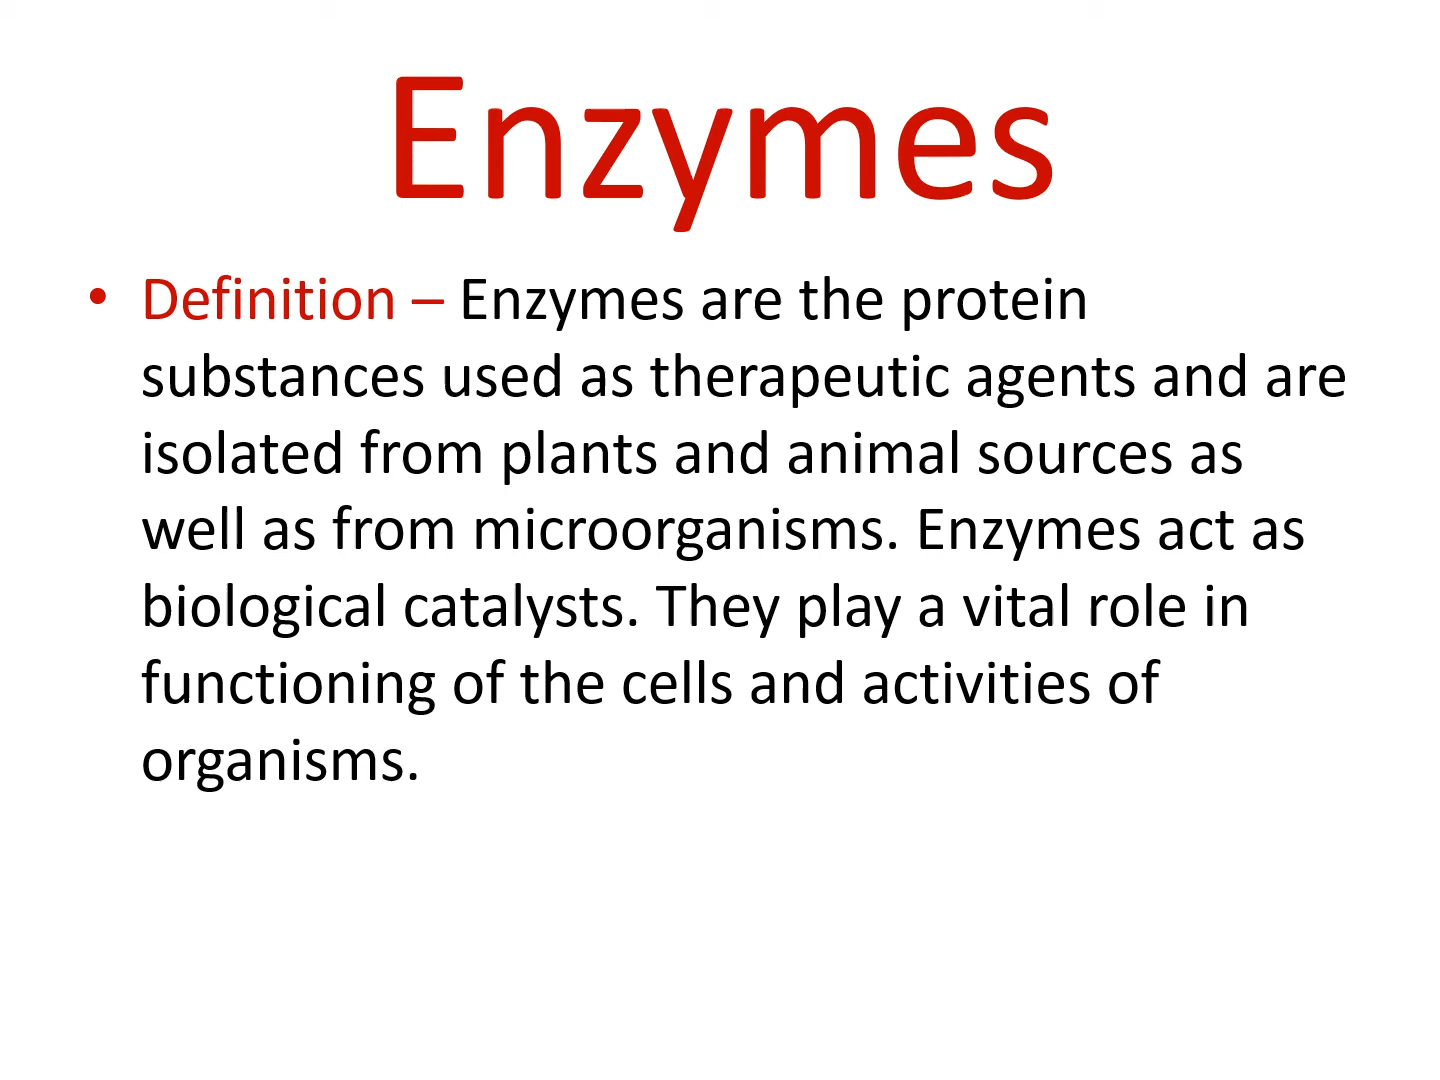 Enzymes
• Definition – Enzymes are the protein
substances used as therapeutic agents and are
isolated from plants and animal sources as
well as from microorganisms. Enzymes act as
biological catalysts. They play a vital role in
functioning of the cells and activities of
organisms.